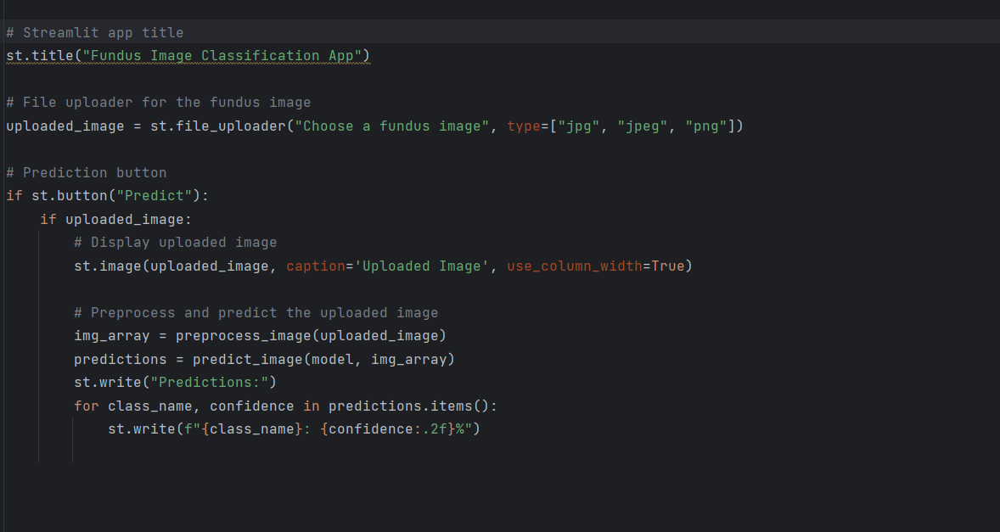 # Streamlit app title
st.title("Fundus Image Classification App")
# File uploader for the fundus image
uploaded_image = st.file_uploader("Choose a fundus image", type=["jpg", "jpeg", "png"])
# Prediction button
if st.button("Predict"):
    if uploaded_image:
        # Display uploaded image
        st.image(uploaded_image, caption='Uploaded Image', use_column_width=True)
        # Preprocess and predict the uploaded image
        img_array = preprocess_image(uploaded_image)
        predictions = predict_image(model, img_array)
        st.write("Predictions:")
        for class_name, confidence in predictions.items():
            st.write(f"{class_name}: {confidence:.2f}%")